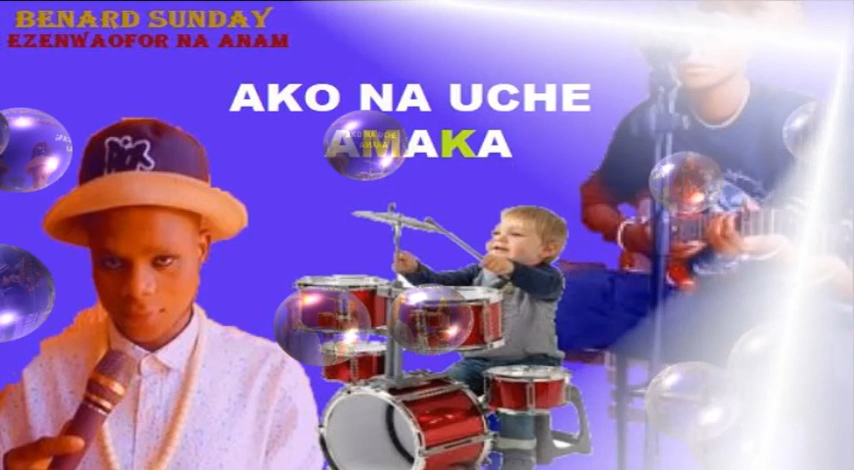 BENARD SUNDAY
EZENWAOFOR NA ANAM
AKO NA UCHE
AMAKA